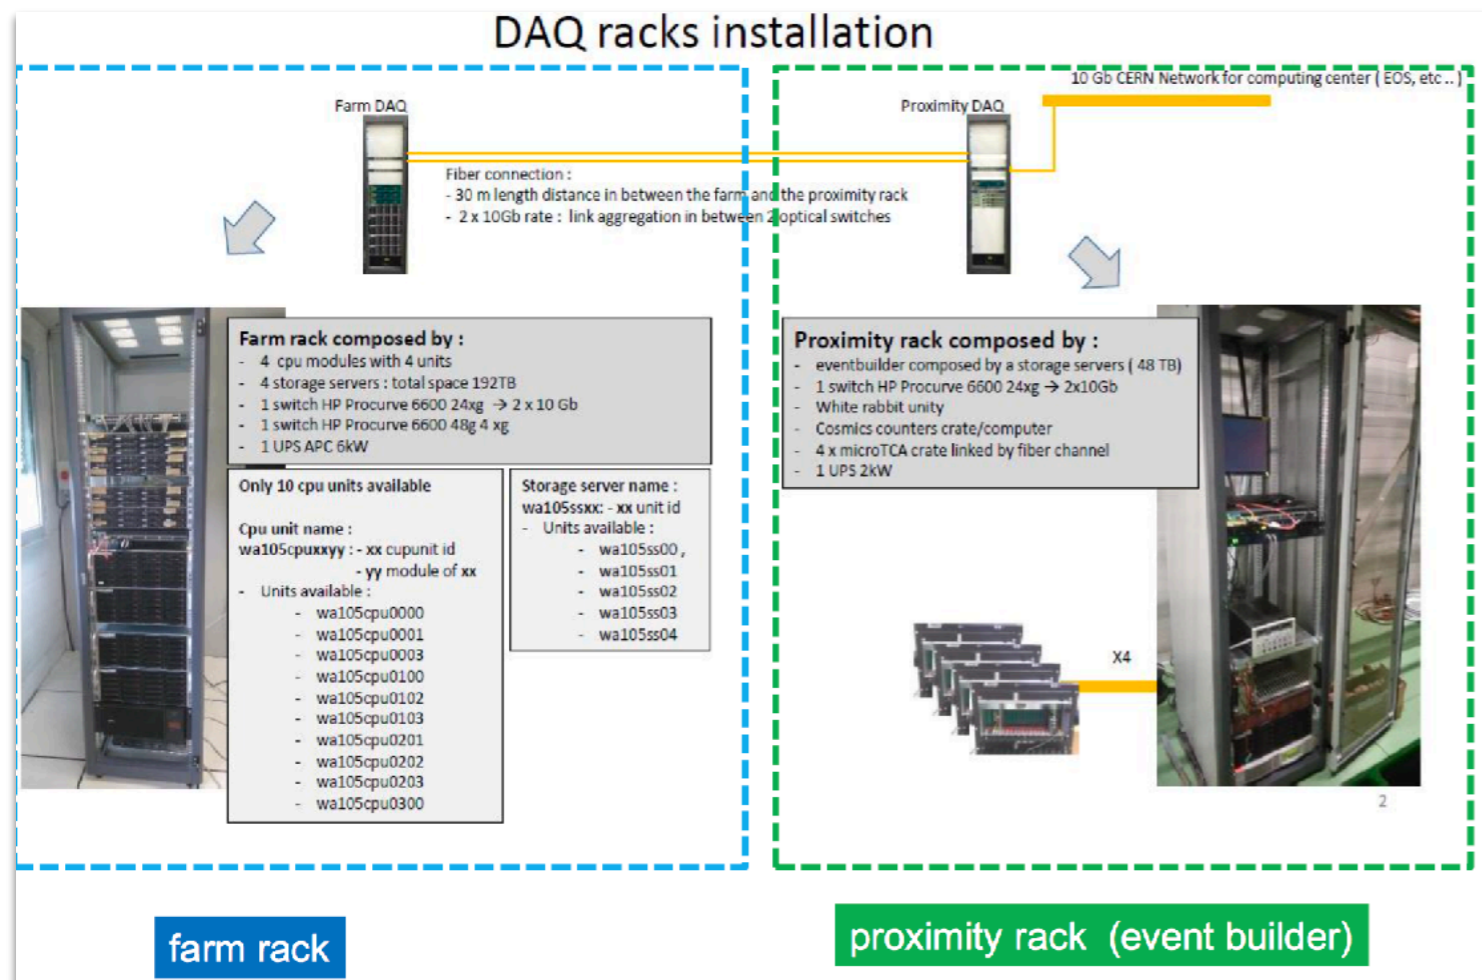 DAQ racks installation
10 Gb CERN Network for computing center ( EOS, etc .. )
Farm DAQ
Proximity DAQ
Fiber connection :
- 30 m length distance in between the farm and the proximity rack
- 2 x 10Gb rate : link aggregation in between 2 optical switches
Farm rack composed by :
- 4 cpu modules with 4 units
- 4 storage servers : total space 192TB
- 1 switch HP Procurve 6600 24xg → 2 x 10 Gb
- 1 switch HP Procurve 6600 48g 4 xg
- 1 UPS APC 6kW
Only 10 cpu units available
Cpu unit name :
wa105cpuxxyy : - xx cupunit id
- yy module of xx
- Units available :
- wa105cpu0000
- wa105cpu0001
- wa105cpu0003
- wa105cpu0100
- wa105cpu0102
- wa105cpu0103
- wa105cpu0201
- wa105cpu0202
- wa105cpu0203
- wa105cpu0300
Storage server name :
wa105ssxx: - xx unit id
- Units available :
- wa105ss00 ,
- wa105ss01
- wa105ss02
- wa105ss03
- wa105ss04
Proximity rack composed by :
- eventbuilder composed by a storage servers ( 48 TB)
- 1 switch HP Procurve 6600 24xg → 2x10Gb
- White rabbit unity
- Cosmics counters crate/computer
- 4 x microTCA crate linked by fiber channel
- 1 UPS 2kW
X4
2
farm rack
proximity rack (event builder)